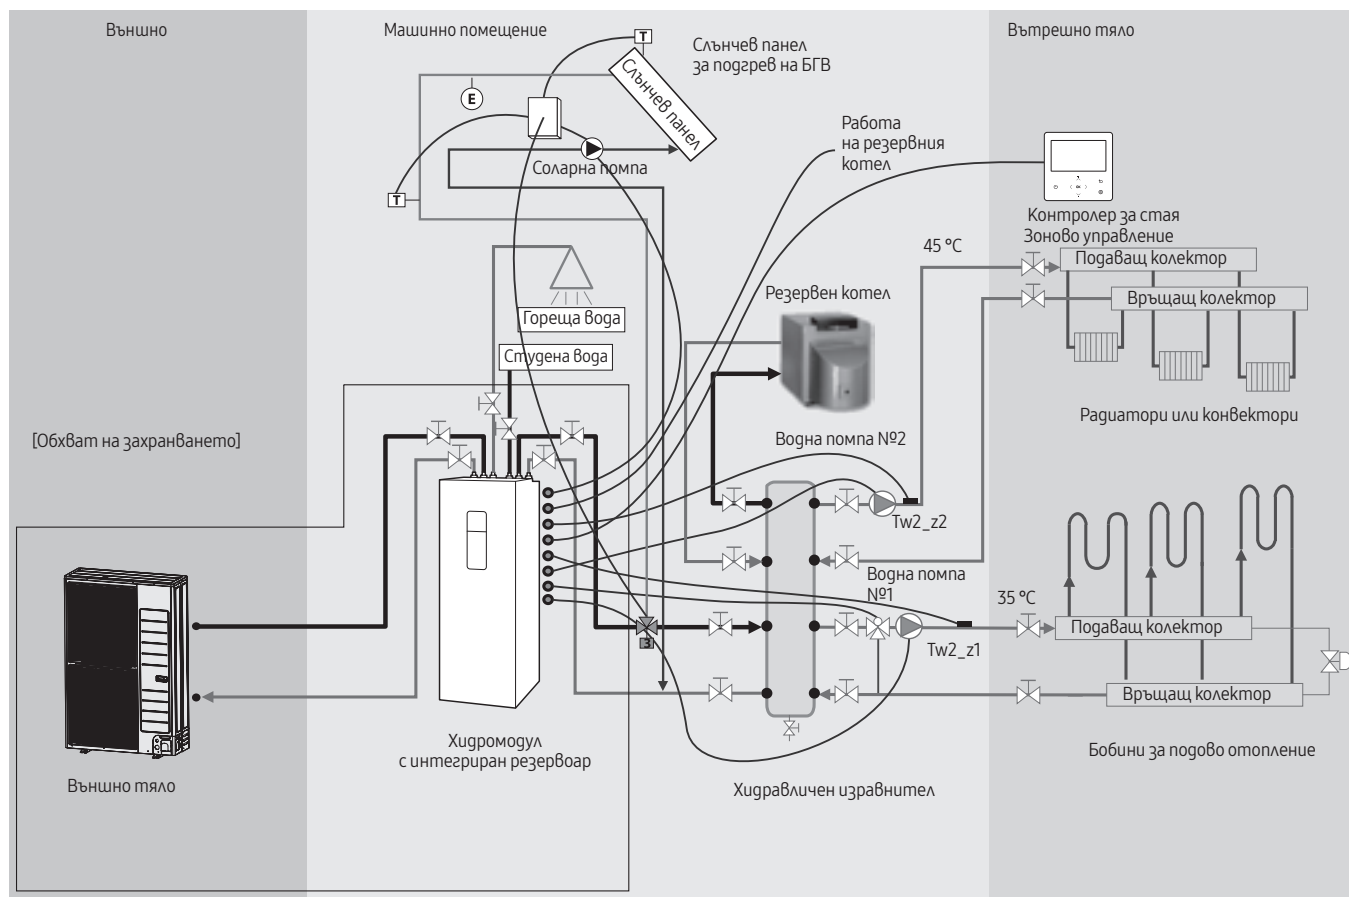 Външно
Машинно помещение
Вътрешно тяло
T
Слънчев панел
за подгрев на БГВ
Слънчев панел
E
Работа
на резервния
котел
Соларна помпа
T
Контролер за стая
Зоново управление
45 °C
Подаващ колектор
Резервен котел
Връщащ колектор
Гореща вода
Студена вода
Радиатори или конвектори
[Обхват на захранването]
Водна помпа №2
Tw2_z2
Водна помпа
№1
35 °C
Подаващ колектор
3
Tw2_z1
Връщащ колектор
Хидромодул
с интегриран резервоар
Бобини за подово отопление
Външно тяло
Хидравличен изравнител